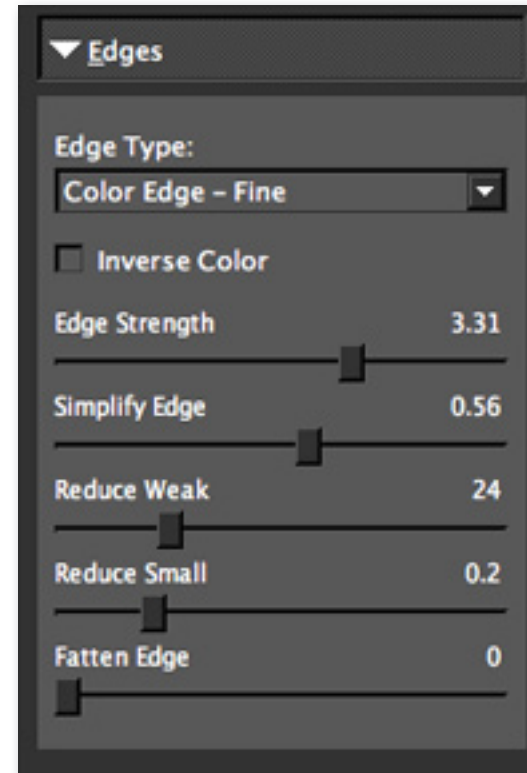 Edges
Edge Type:
Color Edge – Fine
Inverse Color
Edge Strength 3.31
Simplify Edge 0.56
Reduce Weak 24
Reduce Small 0.2
Fatten Edge 0